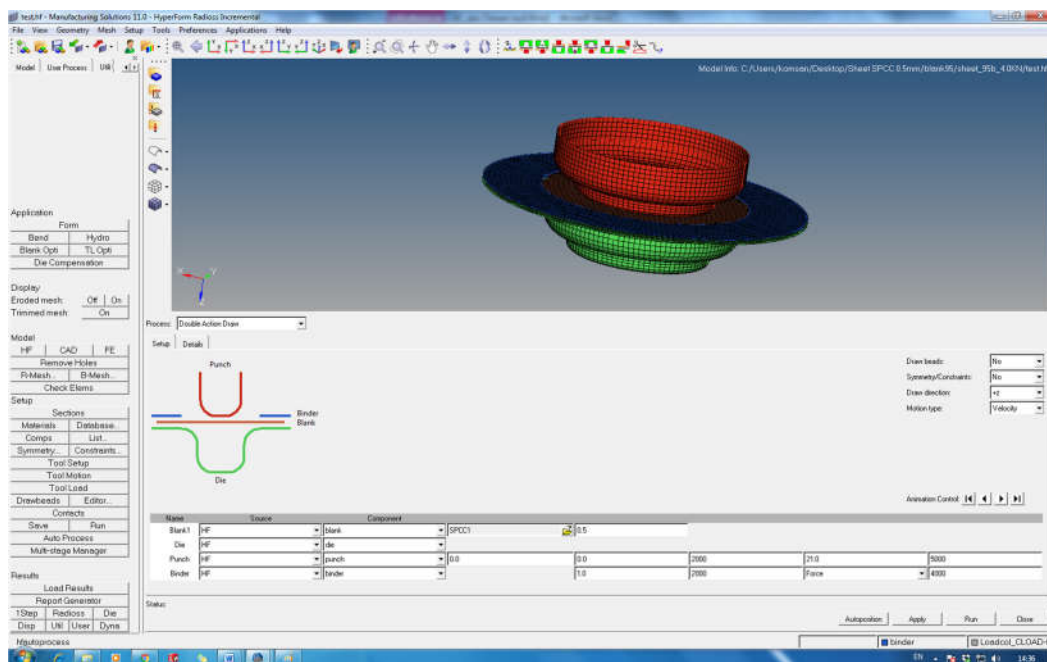 test.hf - Manufacturing Solutions 11.0 - HyperForm Radioss Incremental
File View Geometry Mesh Setup Tools Preferences Applications Help
Model User Process Utili
Model Info: C:/Users/komsan/Desktop/Sheet SPCC 0.5mm/blank95/sheet_95b_4.0KN/test.hf
Application
Form
Bend Hydro
Blank Opti TL Opti
Die Compensation
Display
Eroded mesh: Off On
Trimmed mesh: On
Model
HF CAD FE
Remove Holes
R-Mesh.. B-Mesh..
Check Elems
Setup
Sections
Materials Database..
Comps List..
Symmetry.. Constraints..
Tool Setup
Tool Motion
Tool Load
Drawbeads Editor..
Contacts
Save Run
Auto Process
Multi-stage Manager
Results
Load Results
Report Generator
1Step Radioss Die
Disp Util User Dyna
Process: Double Action Draw
Setup Details
Punch
Binder
Blank
Die
Draw beads: No
Symmetry/Constraints: No
Draw direction: +z
Motion type: Velocity
Animation Control:
Name Source Component
Blank1 HF blank SPCC1 0.5
Die HF die
Punch HF punch 0.0 0.0 2000 21.0 5000
Binder HF binder 1.0 2000 Force 4000
Status:
Autoposition Apply Run Close
Hfautoprocess
binder Loadcol_CLOAD-
EN 14:36